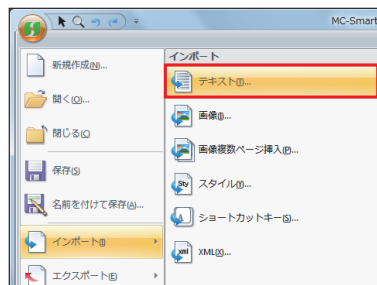 MC-Smart
新規作成(N)...
開く(O)...
閉じる(C)
保存(S)
名前を付けて保存(A)...
インポート(I)
エクスポート(E)
インポート
テキスト(T)...
画像(I)...
画像複数ページ挿入(P)...
スタイル(Y)...
ショートカットキー(S)...
XML(X)...